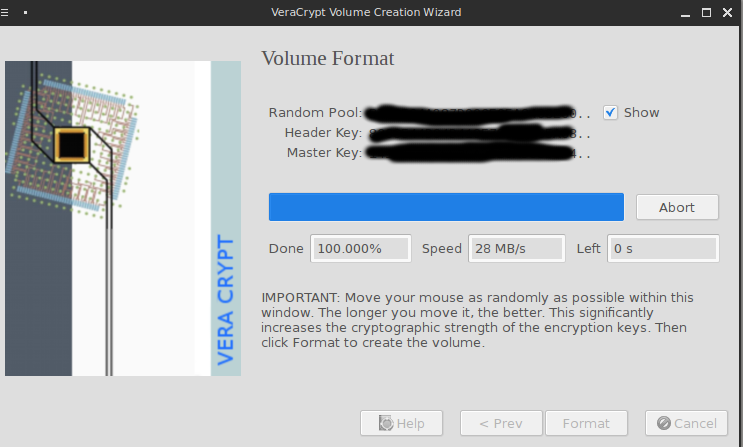 VeraCrypt Volume Creation Wizard
Volume Format
Random Pool: .. Show
Header Key: ..
Master Key: ..
Abort
Done 100.000% Speed 28 MB/s Left 0 s
IMPORTANT: Move your mouse as randomly as possible within this
window. The longer you move it, the better. This significantly
increases the cryptographic strength of the encryption keys. Then
click Format to create the volume.
VERA CRYPT
Help < Prev Format Cancel